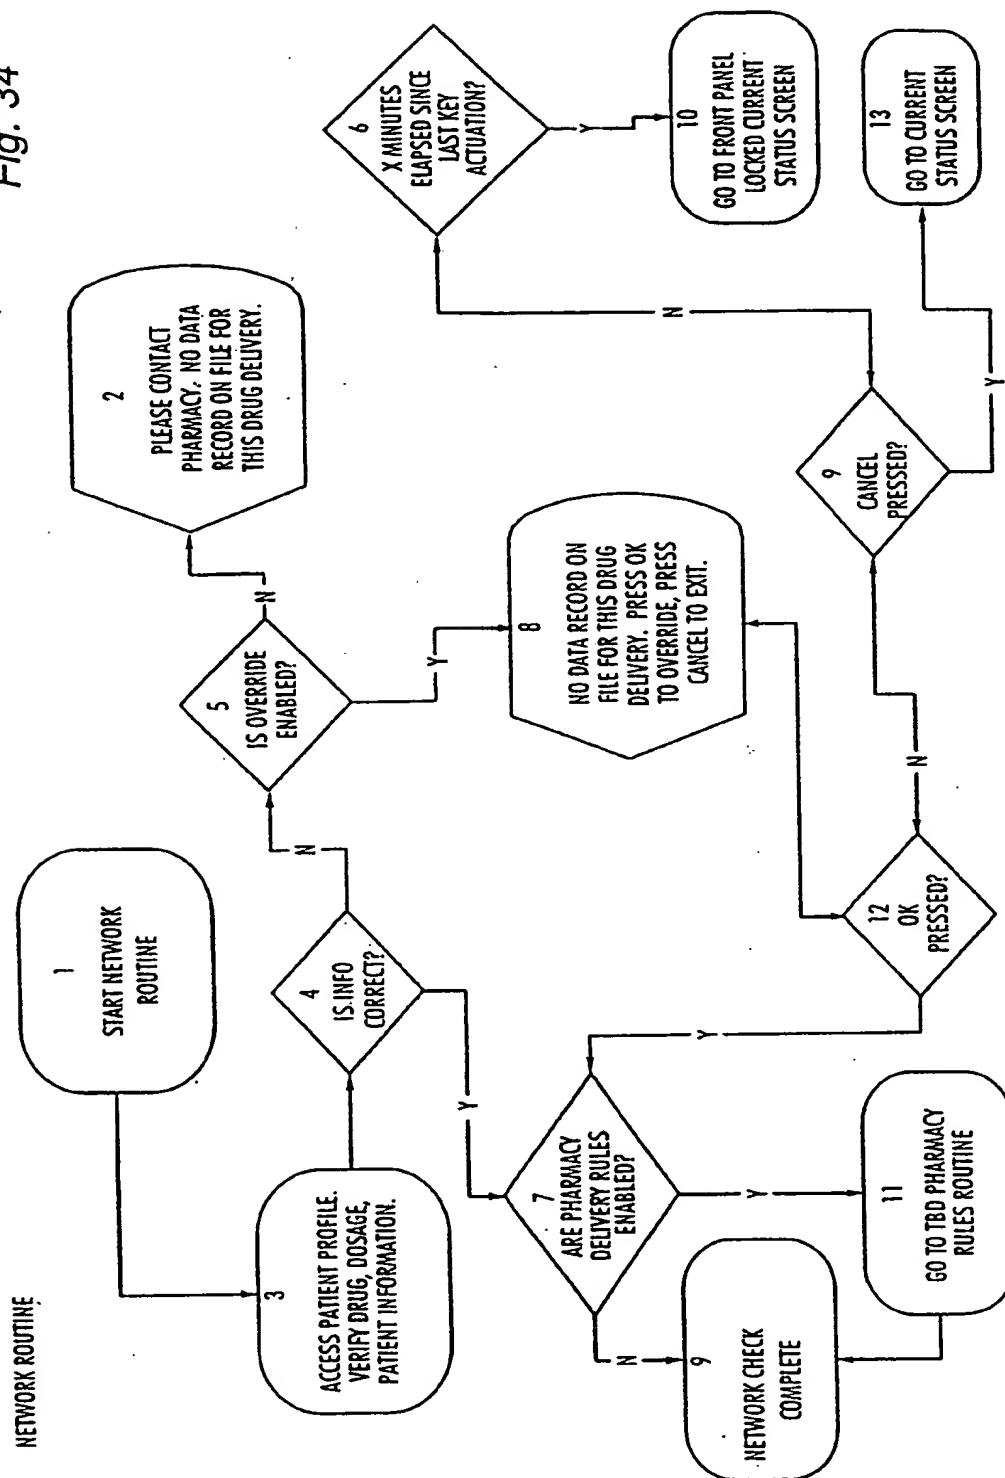 Fig. 34
NETWORK ROUTINE
1
START NETWORK
ROUTINE
2
PLEASE CONTACT
PHARMACY. NO DATA
RECORD ON FILE FOR
THIS DRUG DELIVERY.
3
ACCESS PATIENT PROFILE.
VERIFY DRUG, DOSAGE,
PATIENT INFORMATION.
4
IS INFO
CORRECT?
N
Y
5
IS OVERRIDE
ENABLED?
N
Y
6
X MINUTES
ELAPSED SINCE
LAST KEY
ACTUATION?
Y
N
7
ARE PHARMACY
DELIVERY RULES
ENABLED?
N
Y
8
NO DATA RECORD ON
FILE FOR THIS DRUG
DELIVERY. PRESS OK
TO OVERRIDE, PRESS
CANCEL TO EXIT.
10
GO TO FRONT PANEL
LOCKED CURRENT
STATUS SCREEN
9
NETWORK CHECK
COMPLETE
11
GO TO TBD PHARMACY
RULES ROUTINE
12
OK
PRESSED?
Y
N
9
CANCEL
PRESSED?
Y
13
GO TO CURRENT
STATUS SCREEN